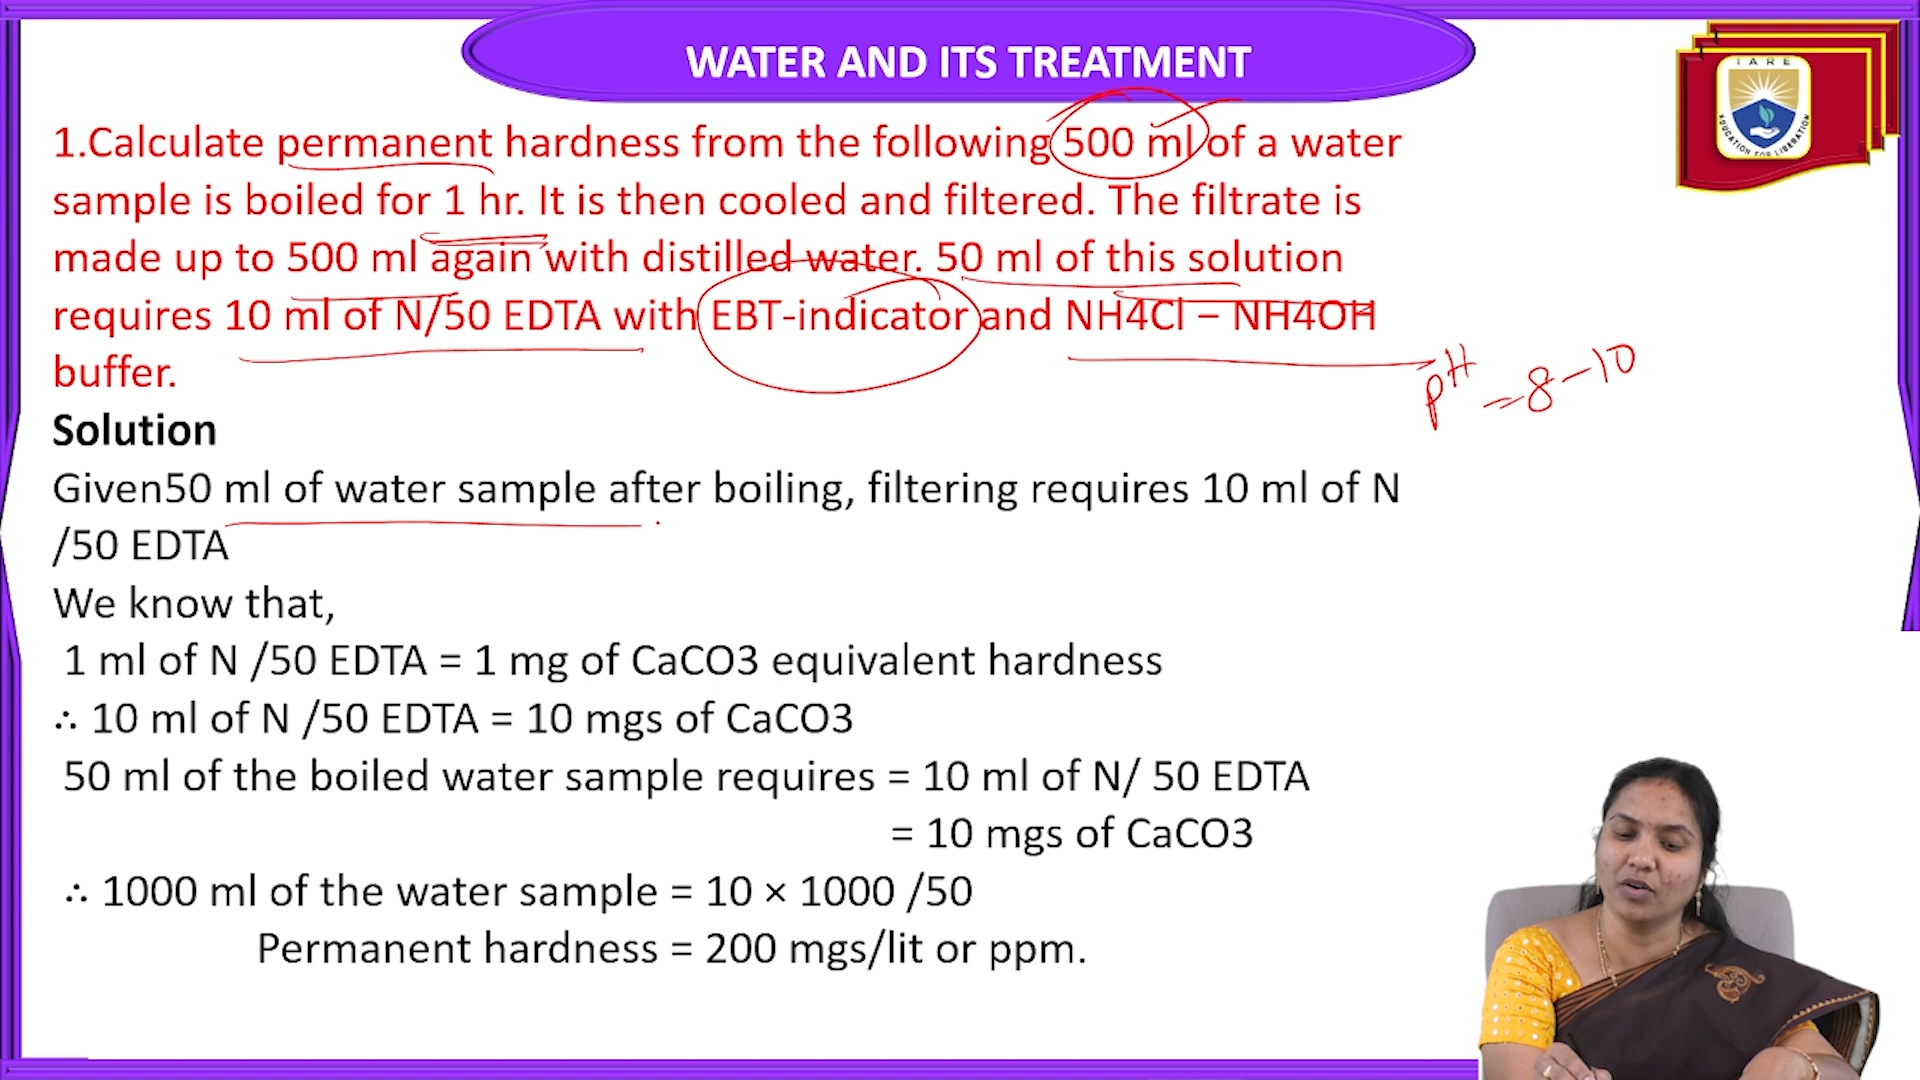 WATER AND ITS TREATMENT
IARE
EDUCATION FOR LIBERATION
1.Calculate permanent hardness from the following 500 ml of a water
sample is boiled for 1 hr. It is then cooled and filtered. The filtrate is
made up to 500 ml again with distilled water. 50 ml of this solution
requires 10 ml of N/50 EDTA with EBT-indicator and NH4Cl – NH4OH
buffer.
pH = 8-10
Solution
Given50 ml of water sample after boiling, filtering requires 10 ml of N
/50 EDTA
We know that,
1 ml of N /50 EDTA = 1 mg of CaCO3 equivalent hardness
∴ 10 ml of N /50 EDTA = 10 mgs of CaCO3
50 ml of the boiled water sample requires = 10 ml of N/ 50 EDTA
= 10 mgs of CaCO3
∴ 1000 ml of the water sample = 10 × 1000 /50
Permanent hardness = 200 mgs/lit or ppm.